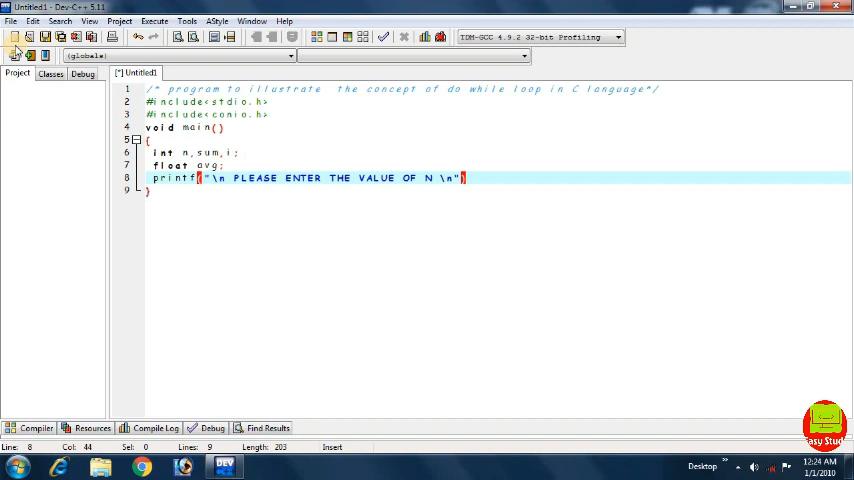 Untitled1 - Dev-C++ 5.11
File Edit Search View Project Execute Tools AStyle Window Help
TDM-GCC 4.9.2 32-bit Profiling
(globals)
Project Classes Debug [*] Untitled1
1 /* program to illustrate the concept of do while loop in C language*/
2 #include<stdio.h>
3 #include<conio.h>
4 void main()
5 {
6 int n,sum,i;
7 float avg;
8 printf("\n PLEASE ENTER THE VALUE OF N \n")
9 }
Compiler Resources Compile Log Debug Find Results
Line: 8 Col: 44 Sel: 0 Lines: 9 Length: 203 Insert
Easy Stud
DEV
Desktop
12:24 AM
1/1/2010